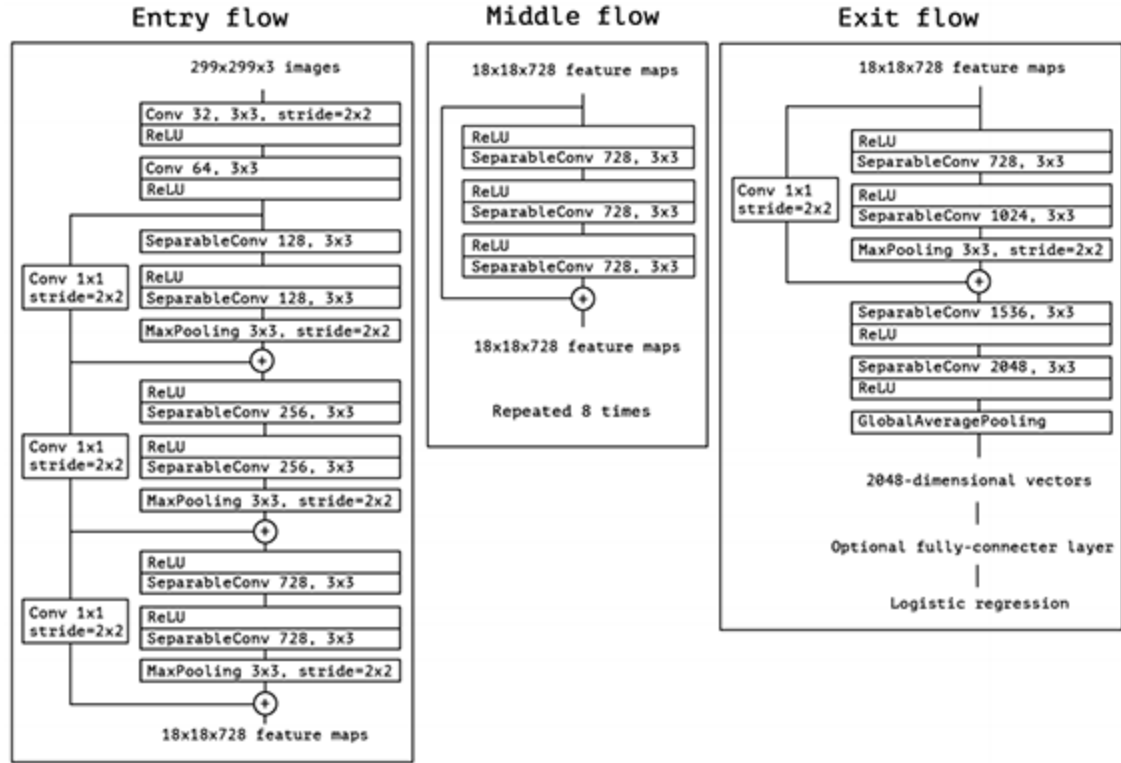 Entry flow
299x299x3 images
Conv 32, 3x3, stride=2x2
ReLU
Conv 64, 3x3
ReLU
SeparableConv 128, 3x3
Conv 1x1
stride=2x2
ReLU
SeparableConv 128, 3x3
MaxPooling 3x3, stride=2x2
+
ReLU
SeparableConv 256, 3x3
Conv 1x1
stride=2x2
ReLU
SeparableConv 256, 3x3
MaxPooling 3x3, stride=2x2
+
ReLU
SeparableConv 728, 3x3
Conv 1x1
stride=2x2
ReLU
SeparableConv 728, 3x3
MaxPooling 3x3, stride=2x2
+
18x18x728 feature maps
Middle flow
18x18x728 feature maps
ReLU
SeparableConv 728, 3x3
ReLU
SeparableConv 728, 3x3
ReLU
SeparableConv 728, 3x3
+
18x18x728 feature maps
Repeated 8 times
Exit flow
18x18x728 feature maps
ReLU
SeparableConv 728, 3x3
Conv 1x1
stride=2x2
ReLU
SeparableConv 1024, 3x3
MaxPooling 3x3, stride=2x2
+
SeparableConv 1536, 3x3
ReLU
SeparableConv 2048, 3x3
ReLU
GlobalAveragePooling
2048-dimensional vectors
Optional fully-connecter layer
Logistic regression